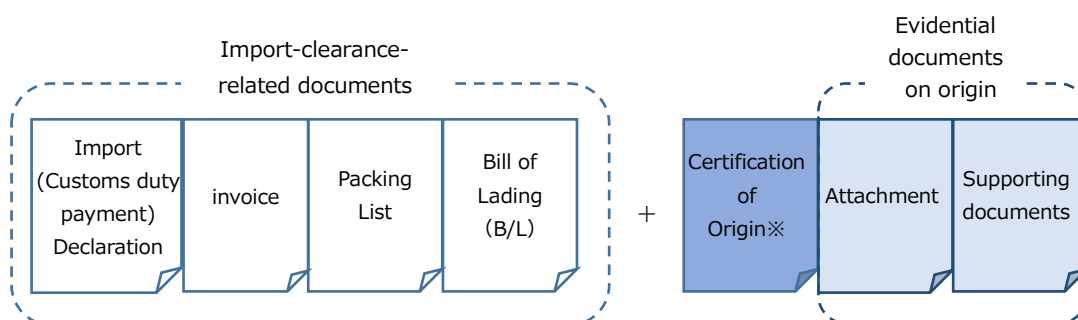 Import-clearance-
related documents
Evidential
documents
on origin
Import
(Customs duty
payment)
Declaration
invoice
Packing
List
Bill of
Lading
（B/L）
+
Certification
of
Origin※
Attachment
Supporting
documents